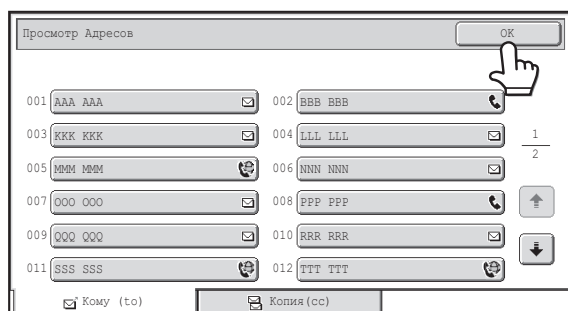 Просмотр Адресов OK
001 AAA AAA 002 BBB BBB
003 KKK KKK 004 LLL LLL
005 MMM MMM 006 NNN NNN
007 OOO OOO 008 PPP PPP
009 QQQ QQQ 010 RRR RRR
011 SSS SSS 012 TTT TTT
1
2
Кому (to) Копия(cc)